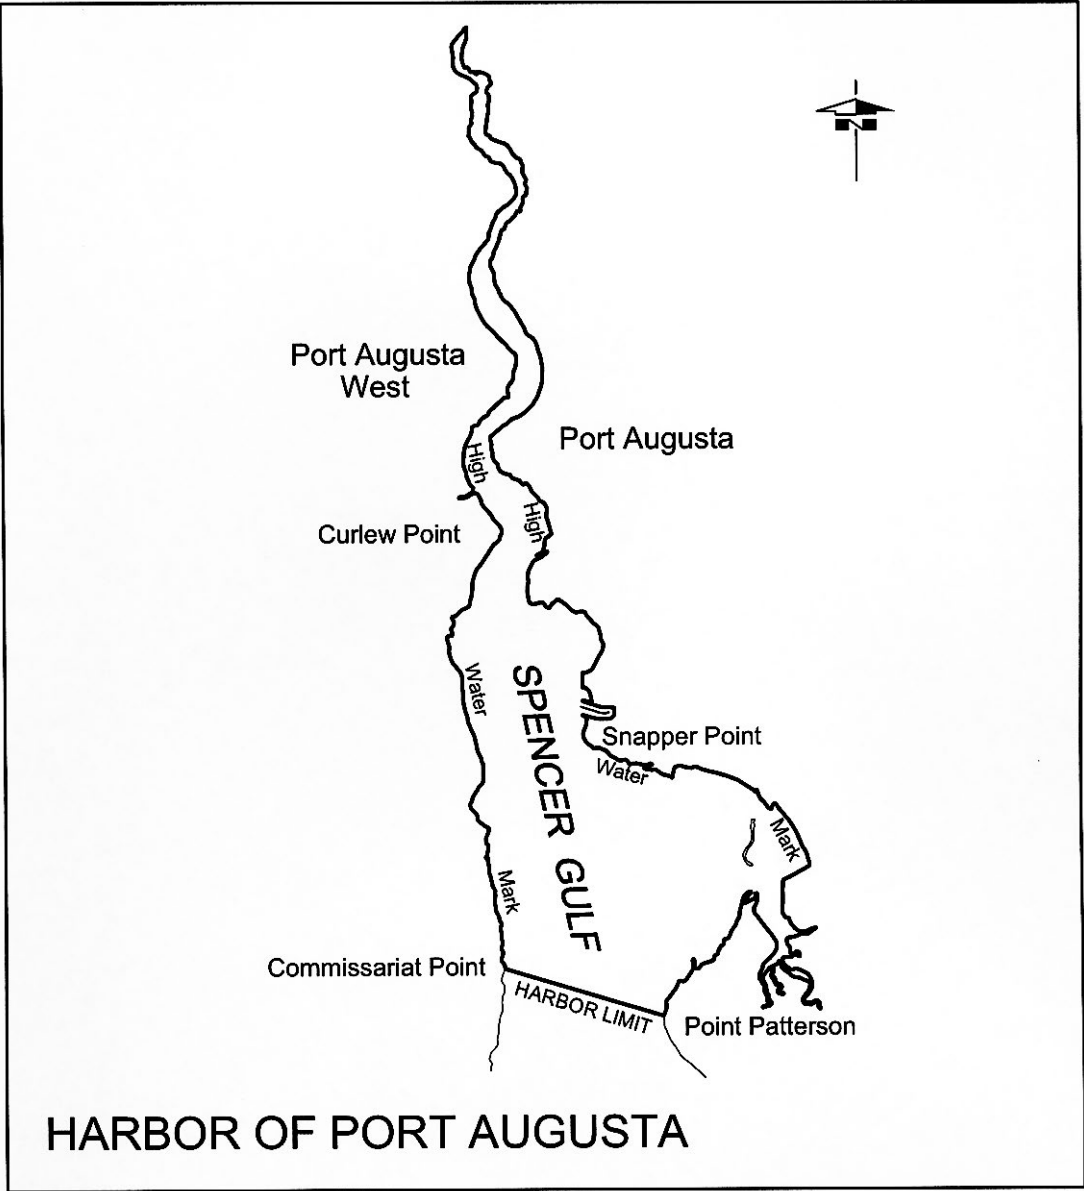 N
Port Augusta
West
Port Augusta
High
High
Curlew Point
Water
SPENCER GULF
Snapper Point
Water
Mark
Mark
Commissariat Point
HARBOR LIMIT
Point Patterson
HARBOR OF PORT AUGUSTA